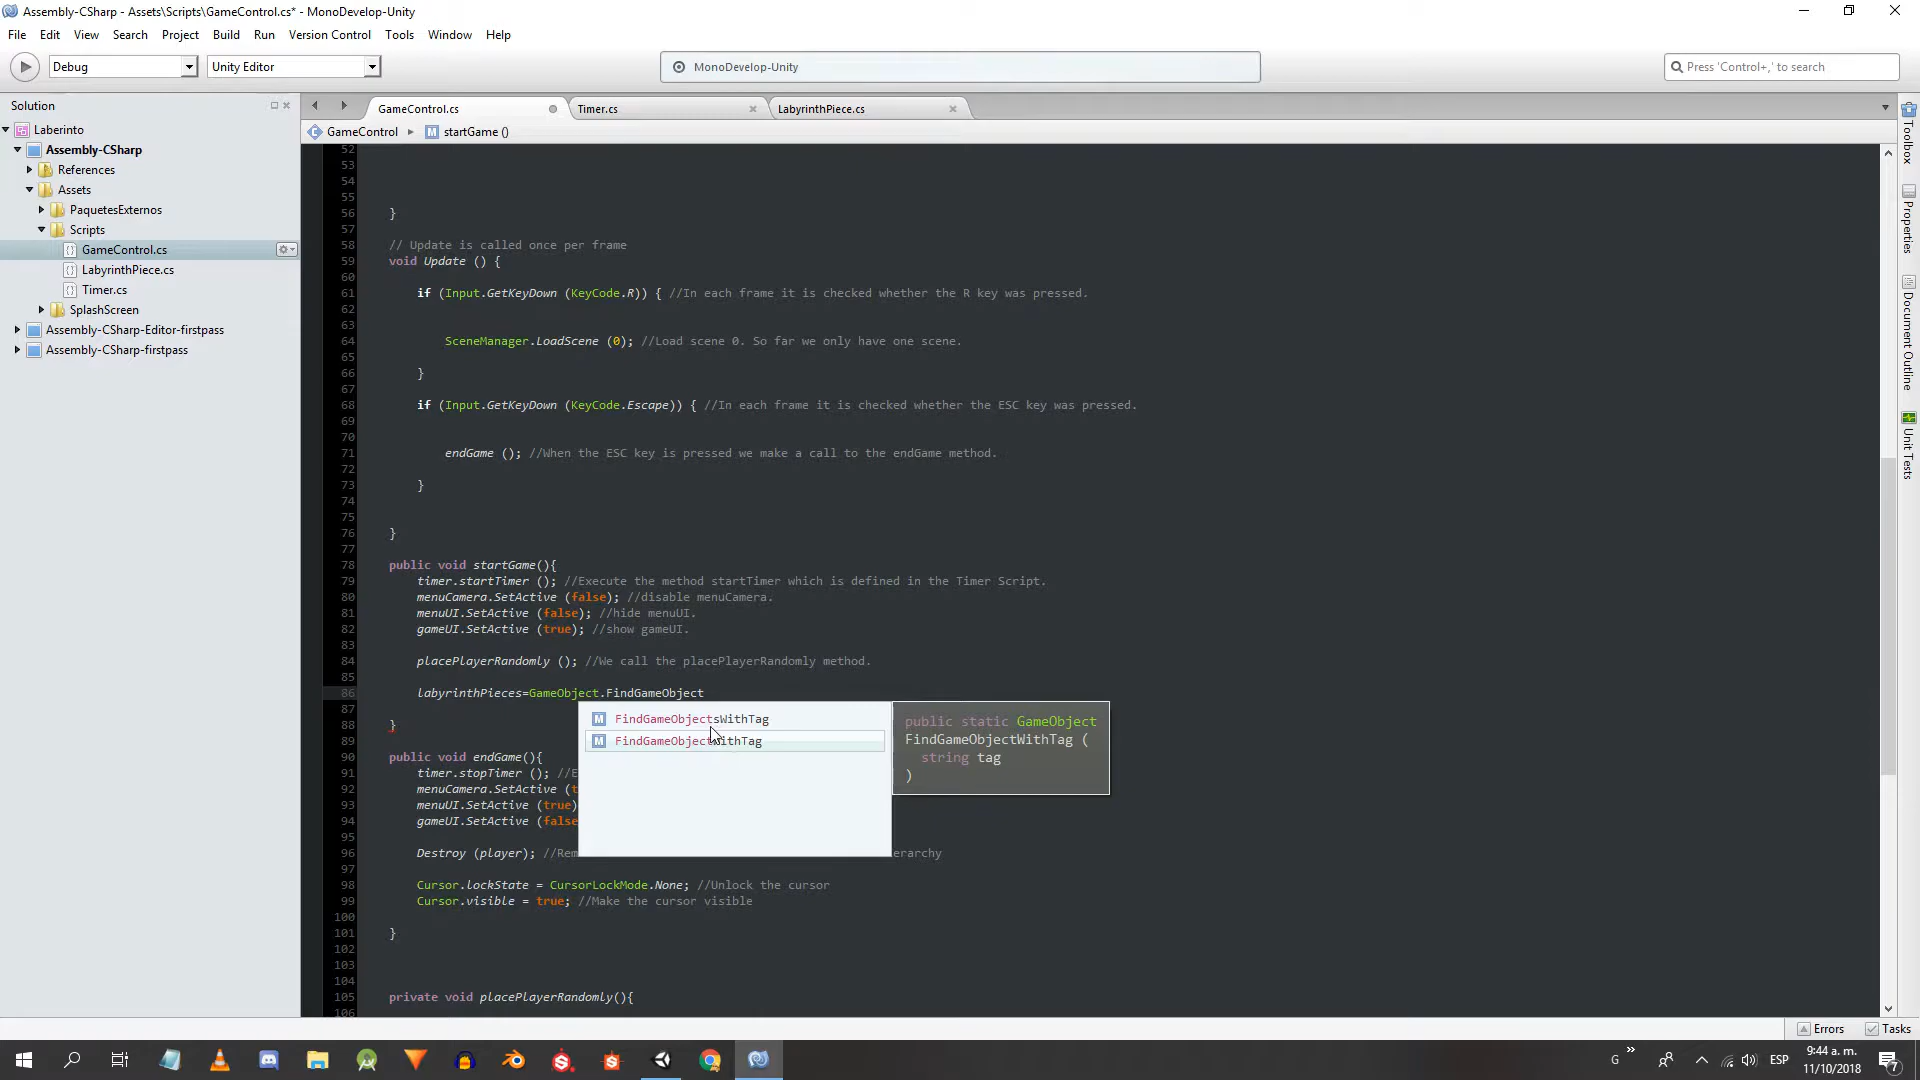 Assembly-CSharp - Assets\Scripts\GameControl.cs* - MonoDevelop-Unity
File Edit View Search Project Build Run Version Control Tools Window Help
Debug Unity Editor MonoDevelop-Unity Press 'Control+,' to search
Solution
Laberinto
Assembly-CSharp
References
Assets
PaquetesExternos
Scripts
GameControl.cs
LabyrinthPiece.cs
Timer.cs
SplashScreen
Assembly-CSharp-Editor-firstpass
Assembly-CSharp-firstpass
GameControl.cs Timer.cs LabyrinthPiece.cs
GameControl startGame ()
52
53
54
55
56 }
57
58 // Update is called once per frame
59 void Update () {
60
61 if (Input.GetKeyDown (KeyCode.R)) { //In each frame it is checked whether the R key was pressed.
62
63
64 SceneManager.LoadScene (0); //Load scene 0. So far we only have one scene.
65
66 }
67
68 if (Input.GetKeyDown (KeyCode.Escape)) { //In each frame it is checked whether the ESC key was pressed.
69
70
71 endGame (); //When the ESC key is pressed we make a call to the endGame method.
72
73 }
74
75
76 }
77
78 public void startGame(){
79 timer.startTimer (); //Execute the method startTimer which is defined in the Timer Script.
80 menuCamera.SetActive (false); //disable menuCamera.
81 menuUI.SetActive (false); //hide menuUI.
82 gameUI.SetActive (true); //show gameUI.
83
84 placePlayerRandomly (); //We call the placePlayerRandomly method.
85
86 labyrinthPieces=GameObject.FindGameObject
87
88 }
89
90 public void endGame(){
91 timer.stopTimer (); //E
92 menuCamera.SetActive (t
93 menuUI.SetActive (true)
94 gameUI.SetActive (false
95
96 Destroy (player); //Rem erarchy
97
98 Cursor.lockState = CursorLockMode.None; //Unlock the cursor
99 Cursor.visible = true; //Make the cursor visible
100
101 }
102
103
104
105 private void placePlayerRandomly(){
106
FindGameObjectsWithTag
FindGameObjectWithTag
public static GameObject
FindGameObjectWithTag (
string tag
)
Toolbox
Properties
Document Outline
Unit Tests
Errors Tasks
ESP
9:44 a. m.
11/10/2018
7